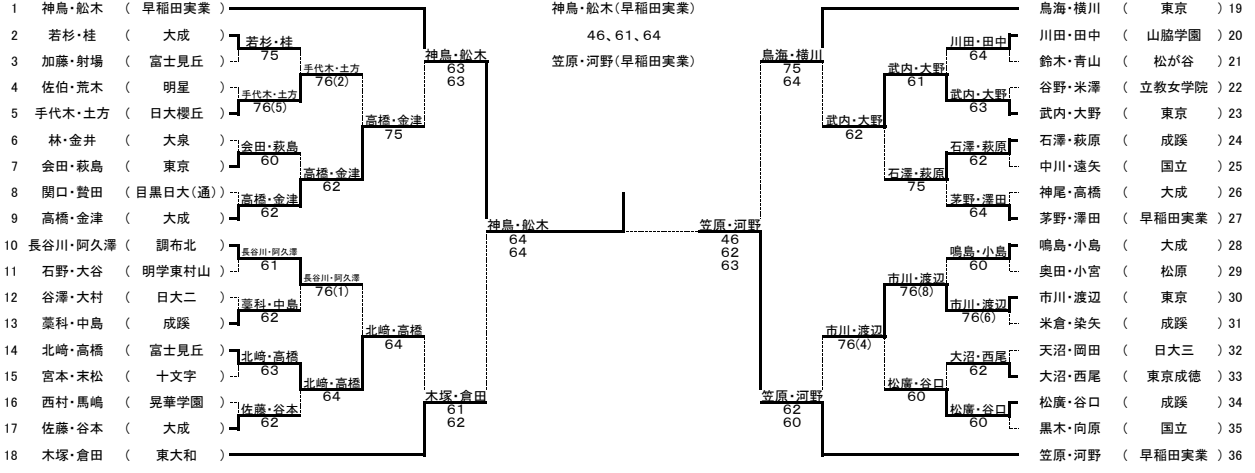 1 神鳥・舩木 ( 早稲田実業 )
2 若杉・桂 ( 大成 )
3 加藤・射場 ( 富士見丘 )
4 佐伯・荒木 ( 明星 )
5 手代木・土方 ( 日大櫻丘 )
6 林・金井 ( 大泉 )
7 会田・萩島 ( 東京 )
8 関口・贄田 ( 目黒日大(通) )
9 高橋・金津 ( 大成 )
10 長谷川・阿久澤 ( 調布北 )
11 石野・大谷 ( 明学東村山 )
12 谷澤・大村 ( 日大二 )
13 藁科・中島 ( 成蹊 )
14 北﨑・高橋 ( 富士見丘 )
15 宮本・末松 ( 十文字 )
16 西村・馬嶋 ( 晃華学園 )
17 佐藤・谷本 ( 大成 )
18 木塚・倉田 ( 東大和 )
若杉・桂
75
手代木・土方
76(5)
会田・萩島
60
高橋・金津
62
長谷川・阿久澤
61
藁科・中島
62
北﨑・高橋
63
佐藤・谷本
62
手代木・土方
76(2)
高橋・金津
62
長谷川・阿久澤
76(1)
北﨑・高橋
64
高橋・金津
75
北﨑・高橋
64
神鳥・舩木
63
63
木塚・倉田
61
62
神鳥・舩木
64
64
神鳥・舩木(早稲田実業)
46、61、64
笠原・河野(早稲田実業)
笠原・河野
46
62
63
鳥海・横川
75
64
笠原・河野
62
60
武内・大野
62
市川・渡辺
76(4)
武内・大野
61
石澤・萩原
75
市川・渡辺
76(8)
松廣・谷口
60
川田・田中
64
武内・大野
63
石澤・萩原
62
茅野・澤田
64
鳴島・小島
60
市川・渡辺
76(6)
大沼・西尾
62
松廣・谷口
60
鳥海・横川 ( 東京 ) 19
川田・田中 ( 山脇学園 ) 20
鈴木・青山 ( 松が谷 ) 21
谷野・米澤 ( 立教女学院 ) 22
武内・大野 ( 東京 ) 23
石澤・萩原 ( 成蹊 ) 24
中川・遠矢 ( 国立 ) 25
神尾・高橋 ( 大成 ) 26
茅野・澤田 ( 早稲田実業 ) 27
鳴島・小島 ( 大成 ) 28
奥田・小宮 ( 松原 ) 29
市川・渡辺 ( 東京 ) 30
米倉・染矢 ( 成蹊 ) 31
天沼・岡田 ( 日大三 ) 32
大沼・西尾 ( 東京成徳 ) 33
松廣・谷口 ( 成蹊 ) 34
黒木・向原 ( 国立 ) 35
笠原・河野 ( 早稲田実業 ) 36